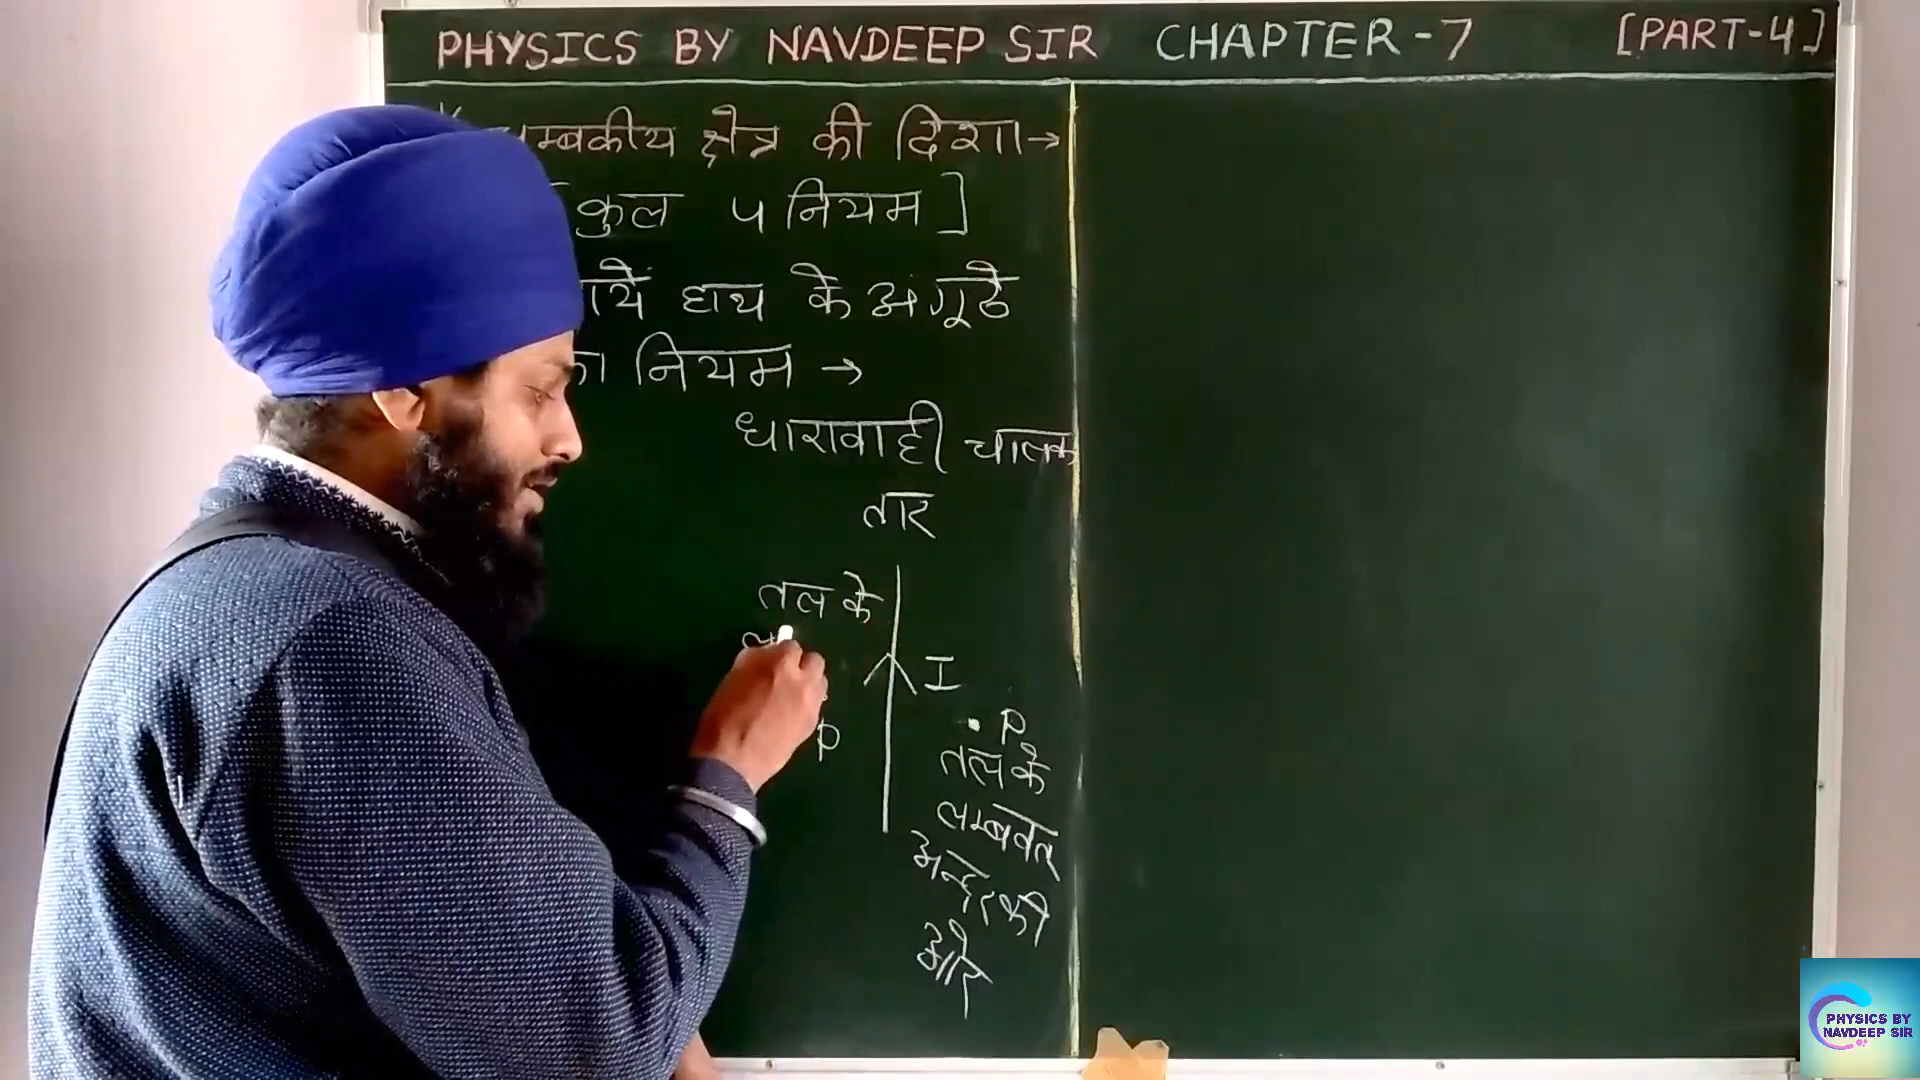 PHYSICS BY NAVDEEP SIR CHAPTER-7 [PART-4]
म्बकीय क्षेत्र की दिशा→
[कुल ५ नियम]
ायें हाथ के अंगूठे
का नियम →
धारावाही चालक
तार
तल के
I
. P
P
तल के
लम्बवत
अन्दर की
ओर
PHYSICS BY
NAVDEEP SIR